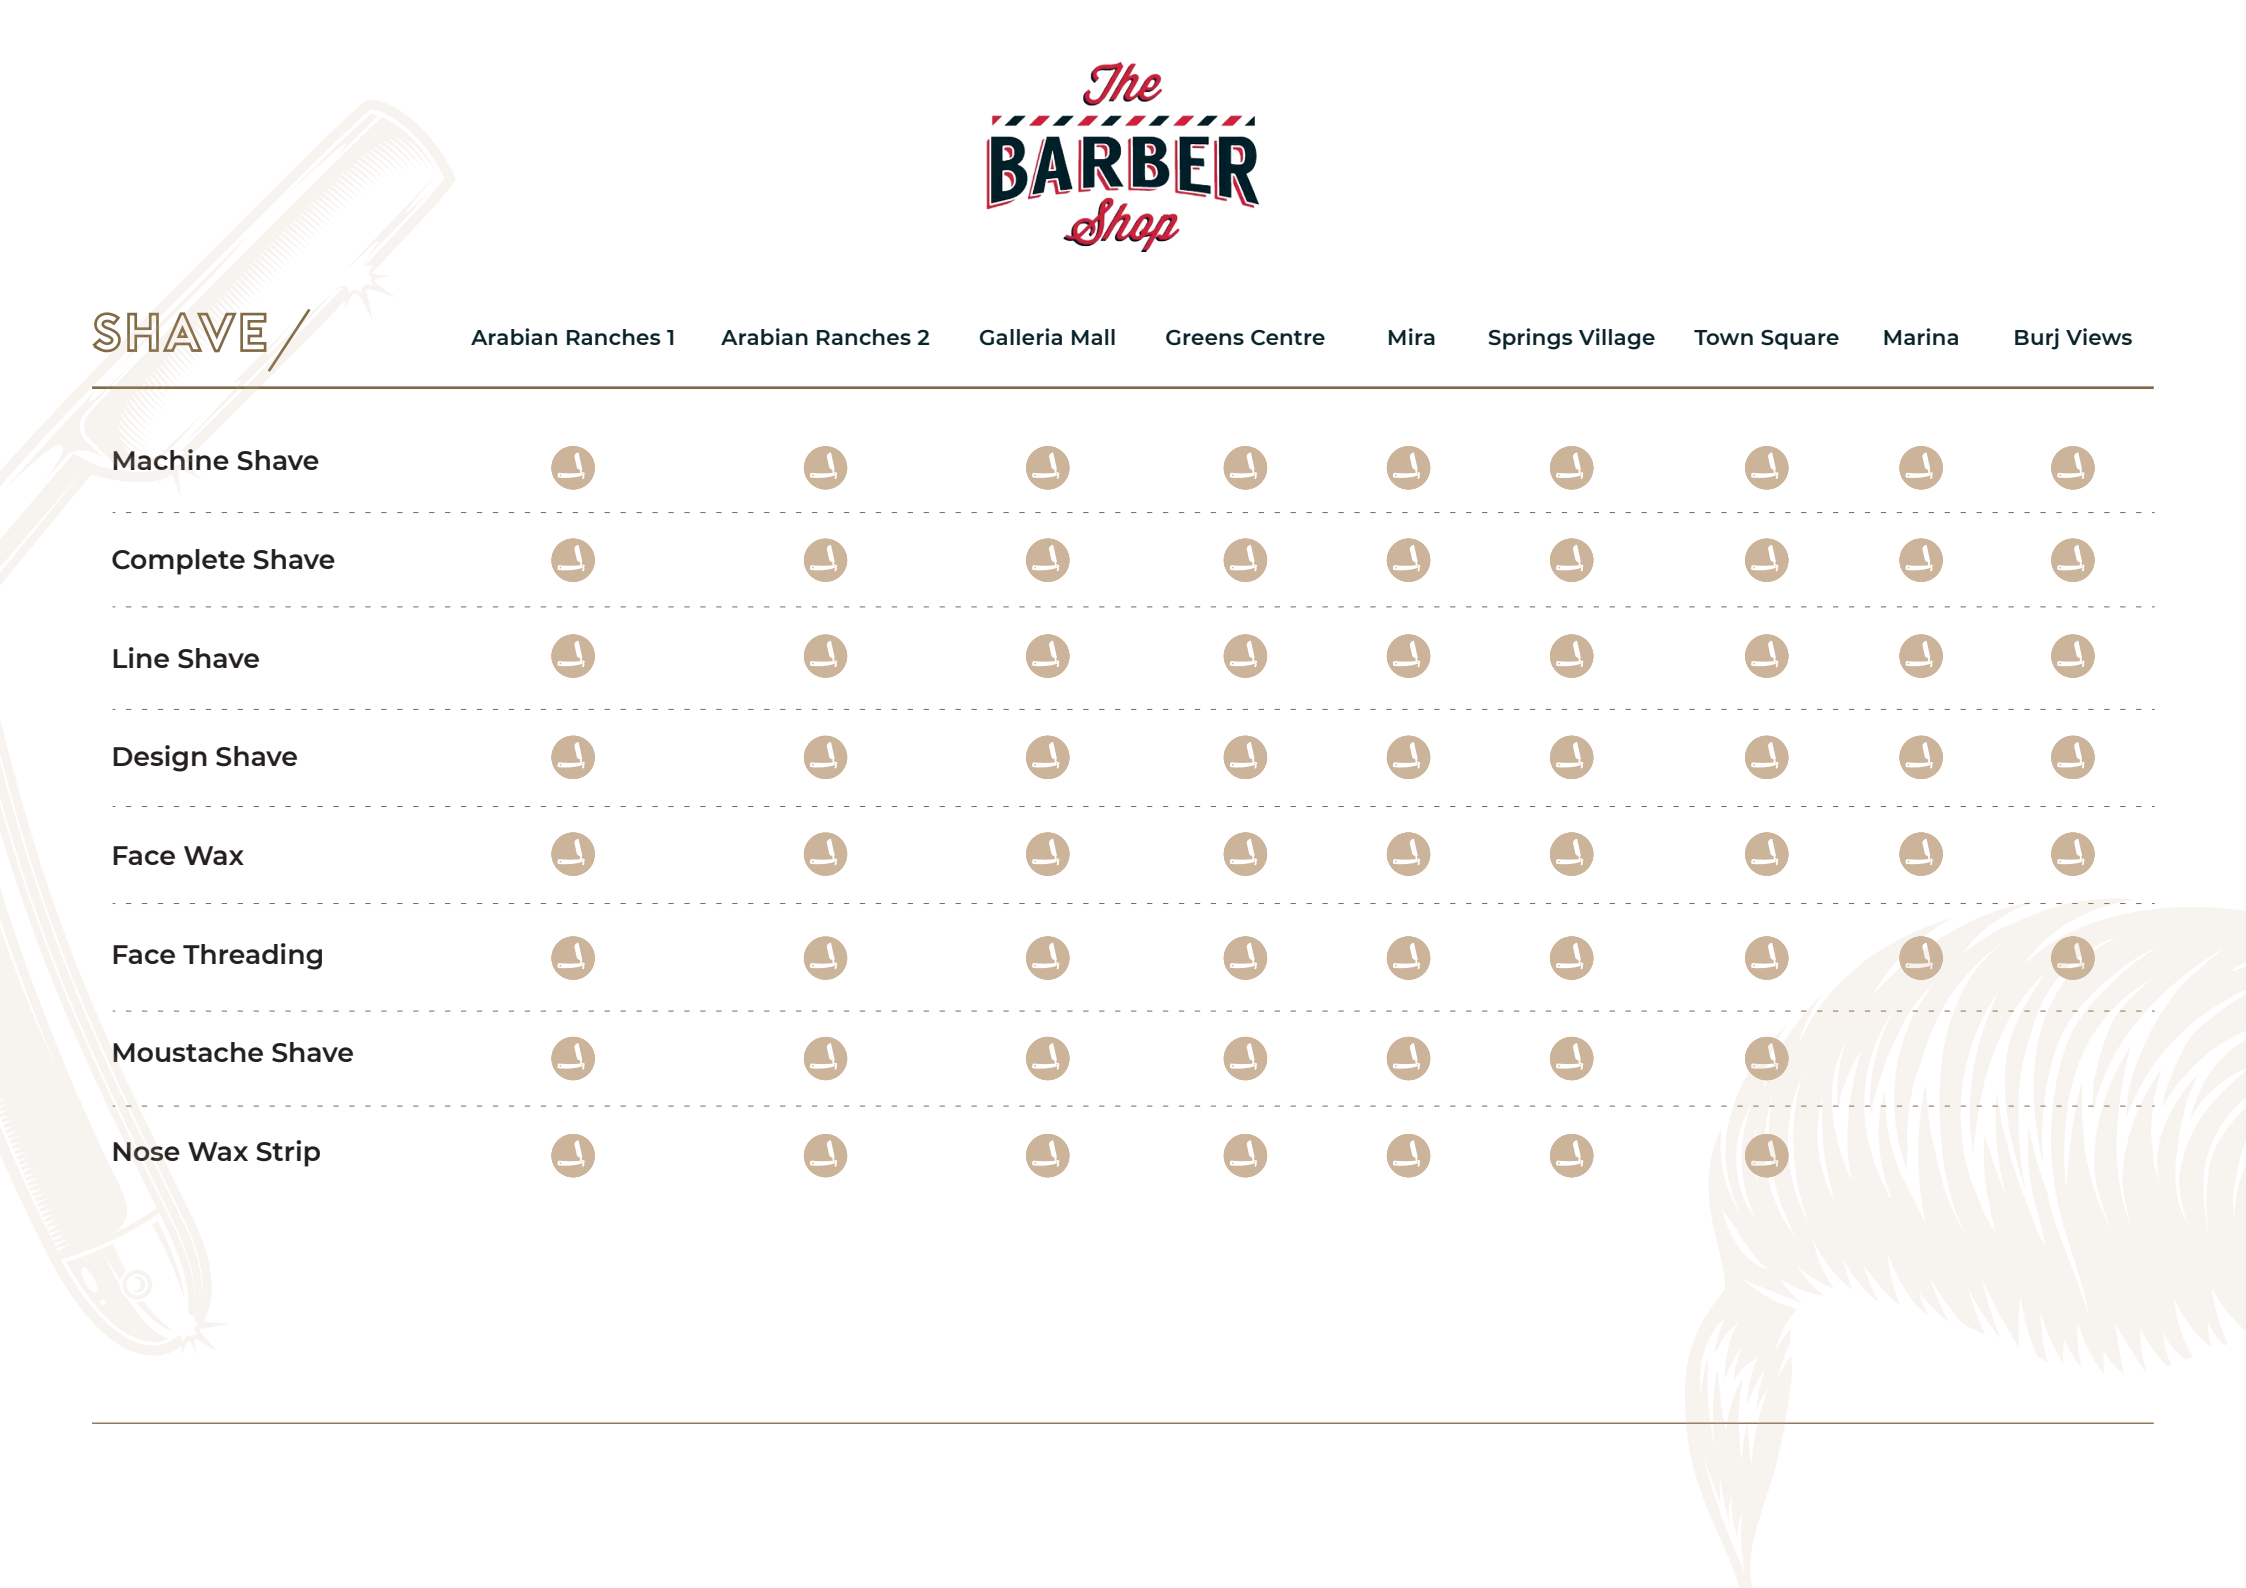 The
BARBER
Shop
SHAVE Arabian Ranches 1 Arabian Ranches 2 Galleria Mall Greens Centre Mira Springs Village Town Square Marina Burj Views
Machine Shave
Complete Shave
Line Shave
Design Shave
Face Wax
Face Threading
Moustache Shave
Nose Wax Strip